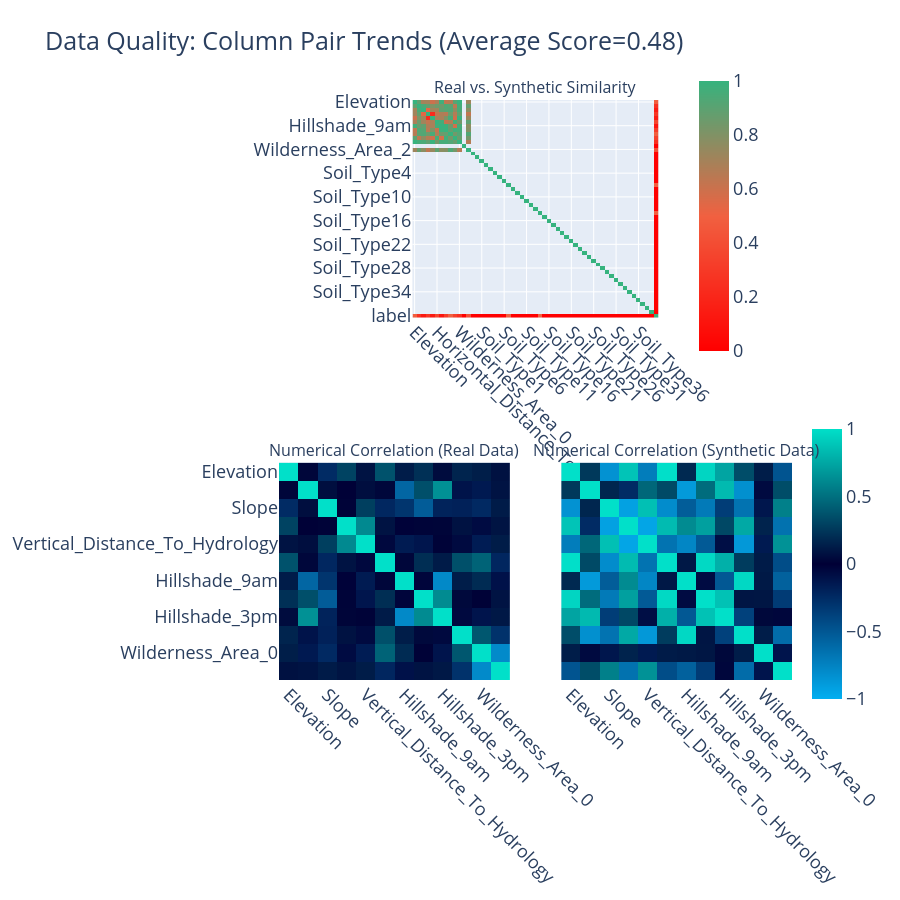 Data Quality: Column Pair Trends (Average Score=0.48)
Real vs. Synthetic Similarity
Elevation
Hillshade_9am
Wilderness_Area_2
Soil_Type4
Soil_Type10
Soil_Type16
Soil_Type22
Soil_Type28
Soil_Type34
label
Elevation
Horizontal_Distance_To
Wilderness_Area_0
Soil_Type1
Soil_Type6
Soil_Type11
Soil_Type16
Soil_Type21
Soil_Type26
Soil_Type31
Soil_Type36
1
0.8
0.6
0.4
0.2
0
Numerical Correlation (Real Data)
Numerical Correlation (Synthetic Data)
Elevation
Slope
Vertical_Distance_To_Hydrology
Hillshade_9am
Hillshade_3pm
Wilderness_Area_0
Elevation
Slope
Vertical_Distance_To_Hydrology
Hillshade_9am
Hillshade_3pm
Wilderness_Area_0
Elevation
Slope
Vertical_Distance_To_Hydrology
Hillshade_9am
Hillshade_3pm
Wilderness_Area_0
1
0.5
0
−0.5
−1